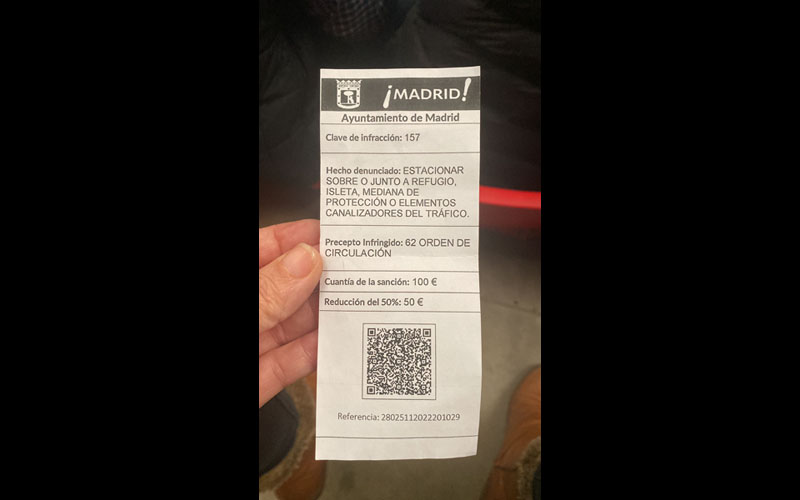 ¡MADRID!
Ayuntamiento de Madrid
Clave de infracción: 157
Hecho denunciado: ESTACIONAR
SOBRE O JUNTO A REFUGIO,
ISLETA, MEDIANA DE
PROTECCIÓN O ELEMENTOS
CANALIZADORES DEL TRÁFICO.
Precepto Infringido: 62 ORDEN DE
CIRCULACIÓN
Cuantía de la sanción: 100 €
Reducción del 50%: 50 €
Referencia: 28025112022201029